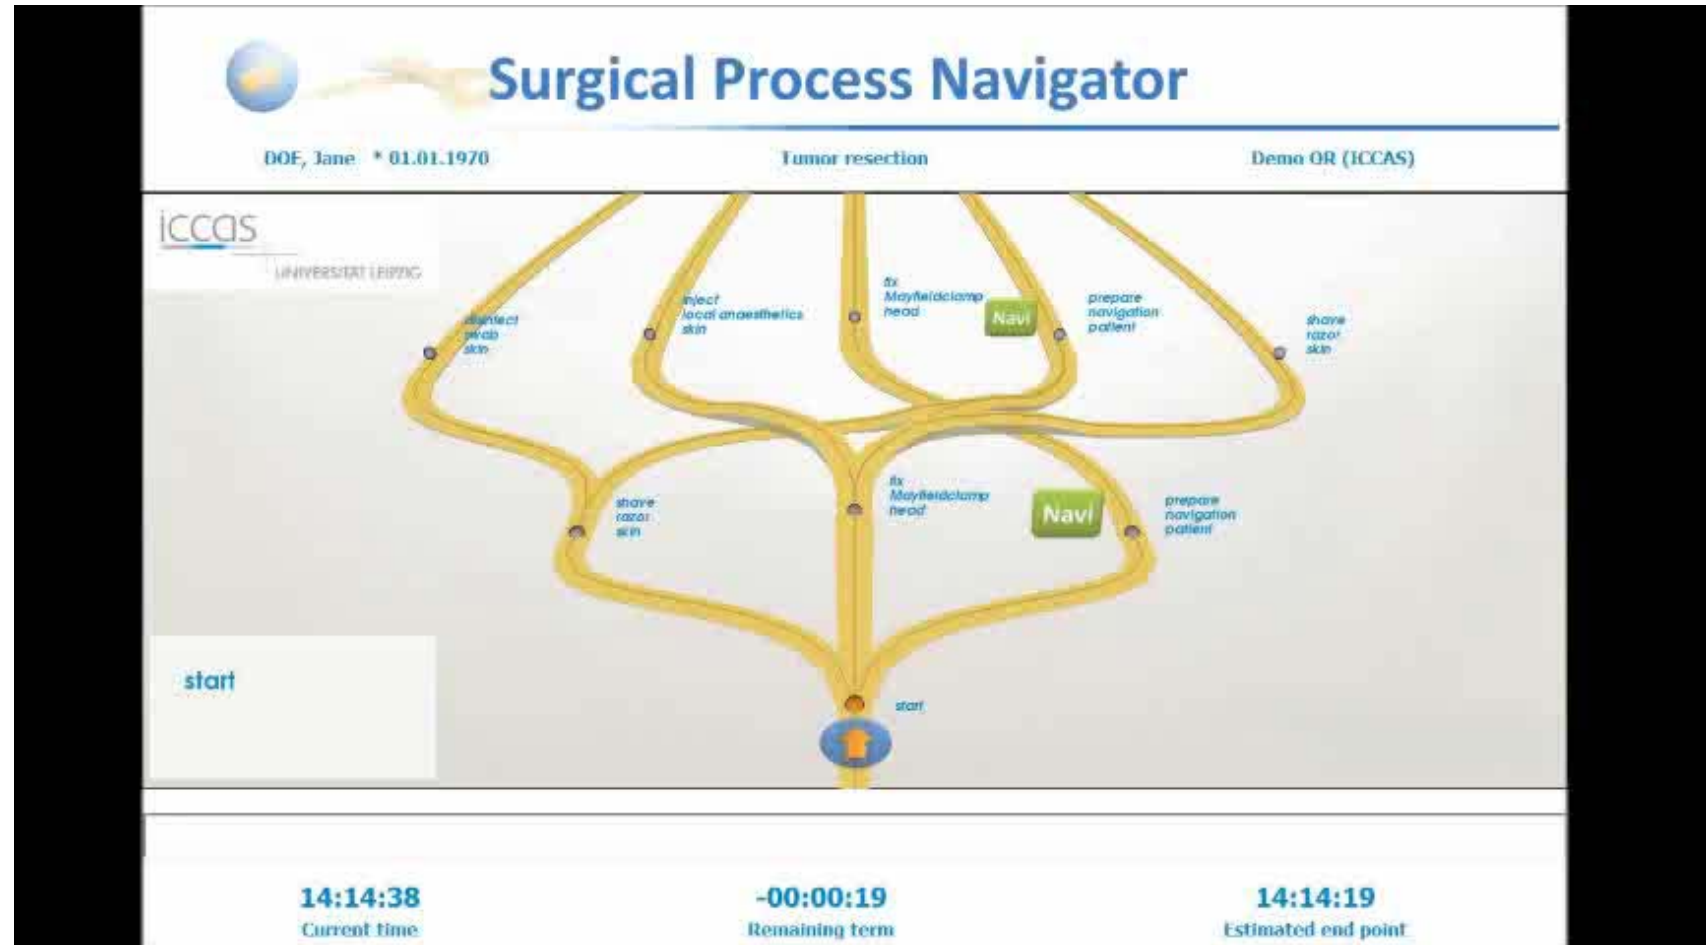 Surgical Process Navigator
DOE, Jane * 01.01.1970
Tumor resection
Demo OR (ICCAS)
iccas
UNIVERSITÄT LEIPZIG
fix
Mayfieldclamp
head
inject
local anaesthetics
skin
Navi
prepare
navigation
patient
disinfect
swab
skin
shave
razor
skin
fix
Mayfieldclamp
head
shave
razor
skin
Navi
prepare
navigation
patient
start
start
14:14:38
Current time
-00:00:19
Remaining term
14:14:19
Estimated end point